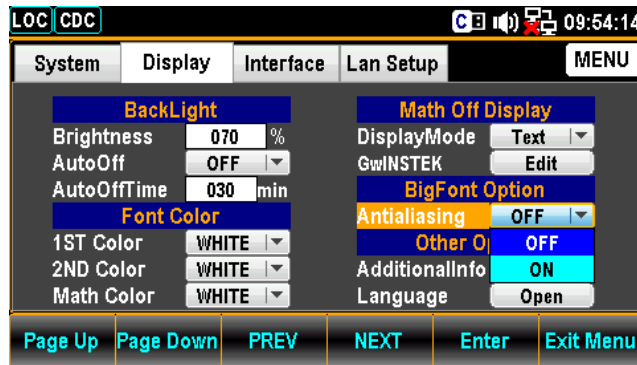 LOC CDC C 09:54:14
System Display Interface Lan Setup MENU
BackLight
Brightness 070 %
AutoOff OFF
AutoOffTime 030 min
Font Color
1ST Color WHITE
2ND Color WHITE
Math Color WHITE
Math Off Display
DisplayMode Text
GWINSTEK Edit
BigFont Option
Antialiasing OFF
OFF
Other O
ON
AdditionalInfo
Language Open
Page Up Page Down PREV NEXT Enter Exit Menu